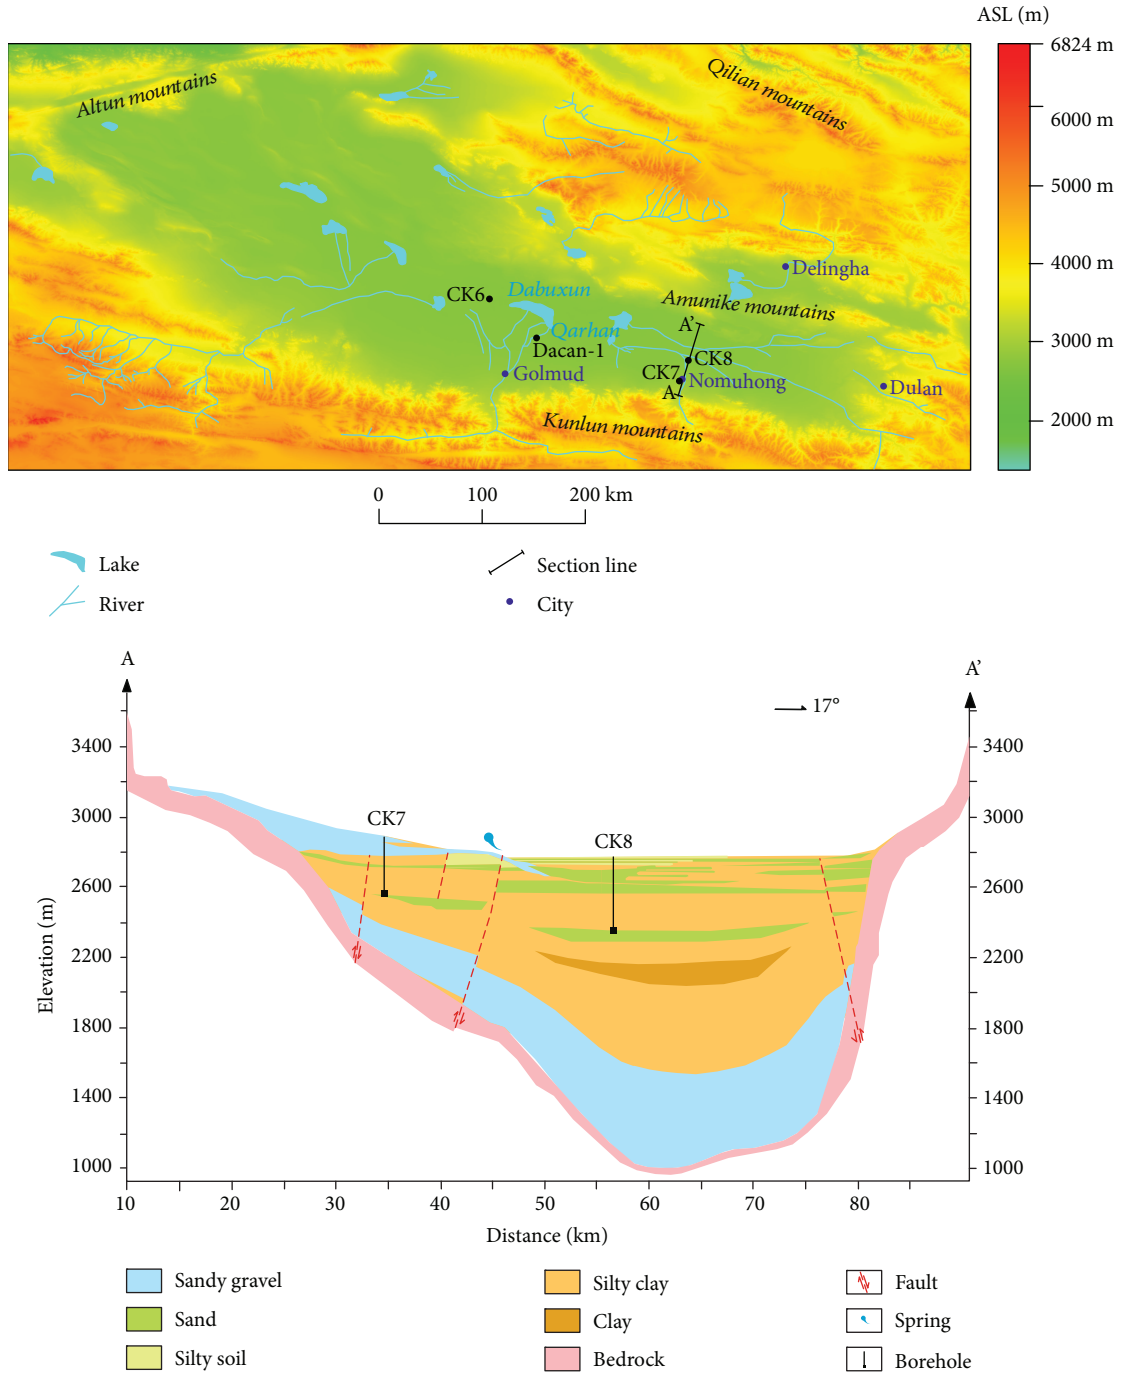 ASL (m)
Altun mountains
Qilian mountains
6824 m
6000 m
5000 m
4000 m
3000 m
2000 m
Delingha
CK6
Dabuxun
Amunike mountains
Qarhan
A'
Dacan-1
CK8
Golmud
CK7
Nomuhong
A
Dulan
Kunlun mountains
0 100 200 km
Lake
Section line
River
City
A
A'
17°
3400
3400
CK7
3000
3000
CK8
2600
2600
2200
2200
1800
1800
1400
1400
1000
1000
Elevation (m)
10 20 30 40 50 60 70 80
Distance (km)
Sandy gravel
Silty clay
Fault
Sand
Clay
Spring
Silty soil
Bedrock
Borehole